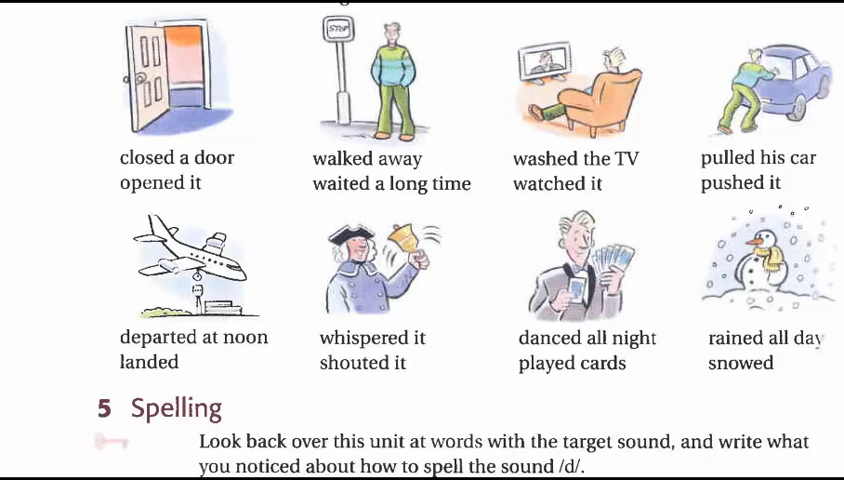 STOP
closed a door
opened it
walked away
waited a long time
washed the TV
watched it
pulled his car
pushed it
departed at noon
landed
whispered it
shouted it
danced all night
played cards
rained all day
snowed
5 Spelling
Look back over this unit at words with the target sound, and write what
you noticed about how to spell the sound /d/.